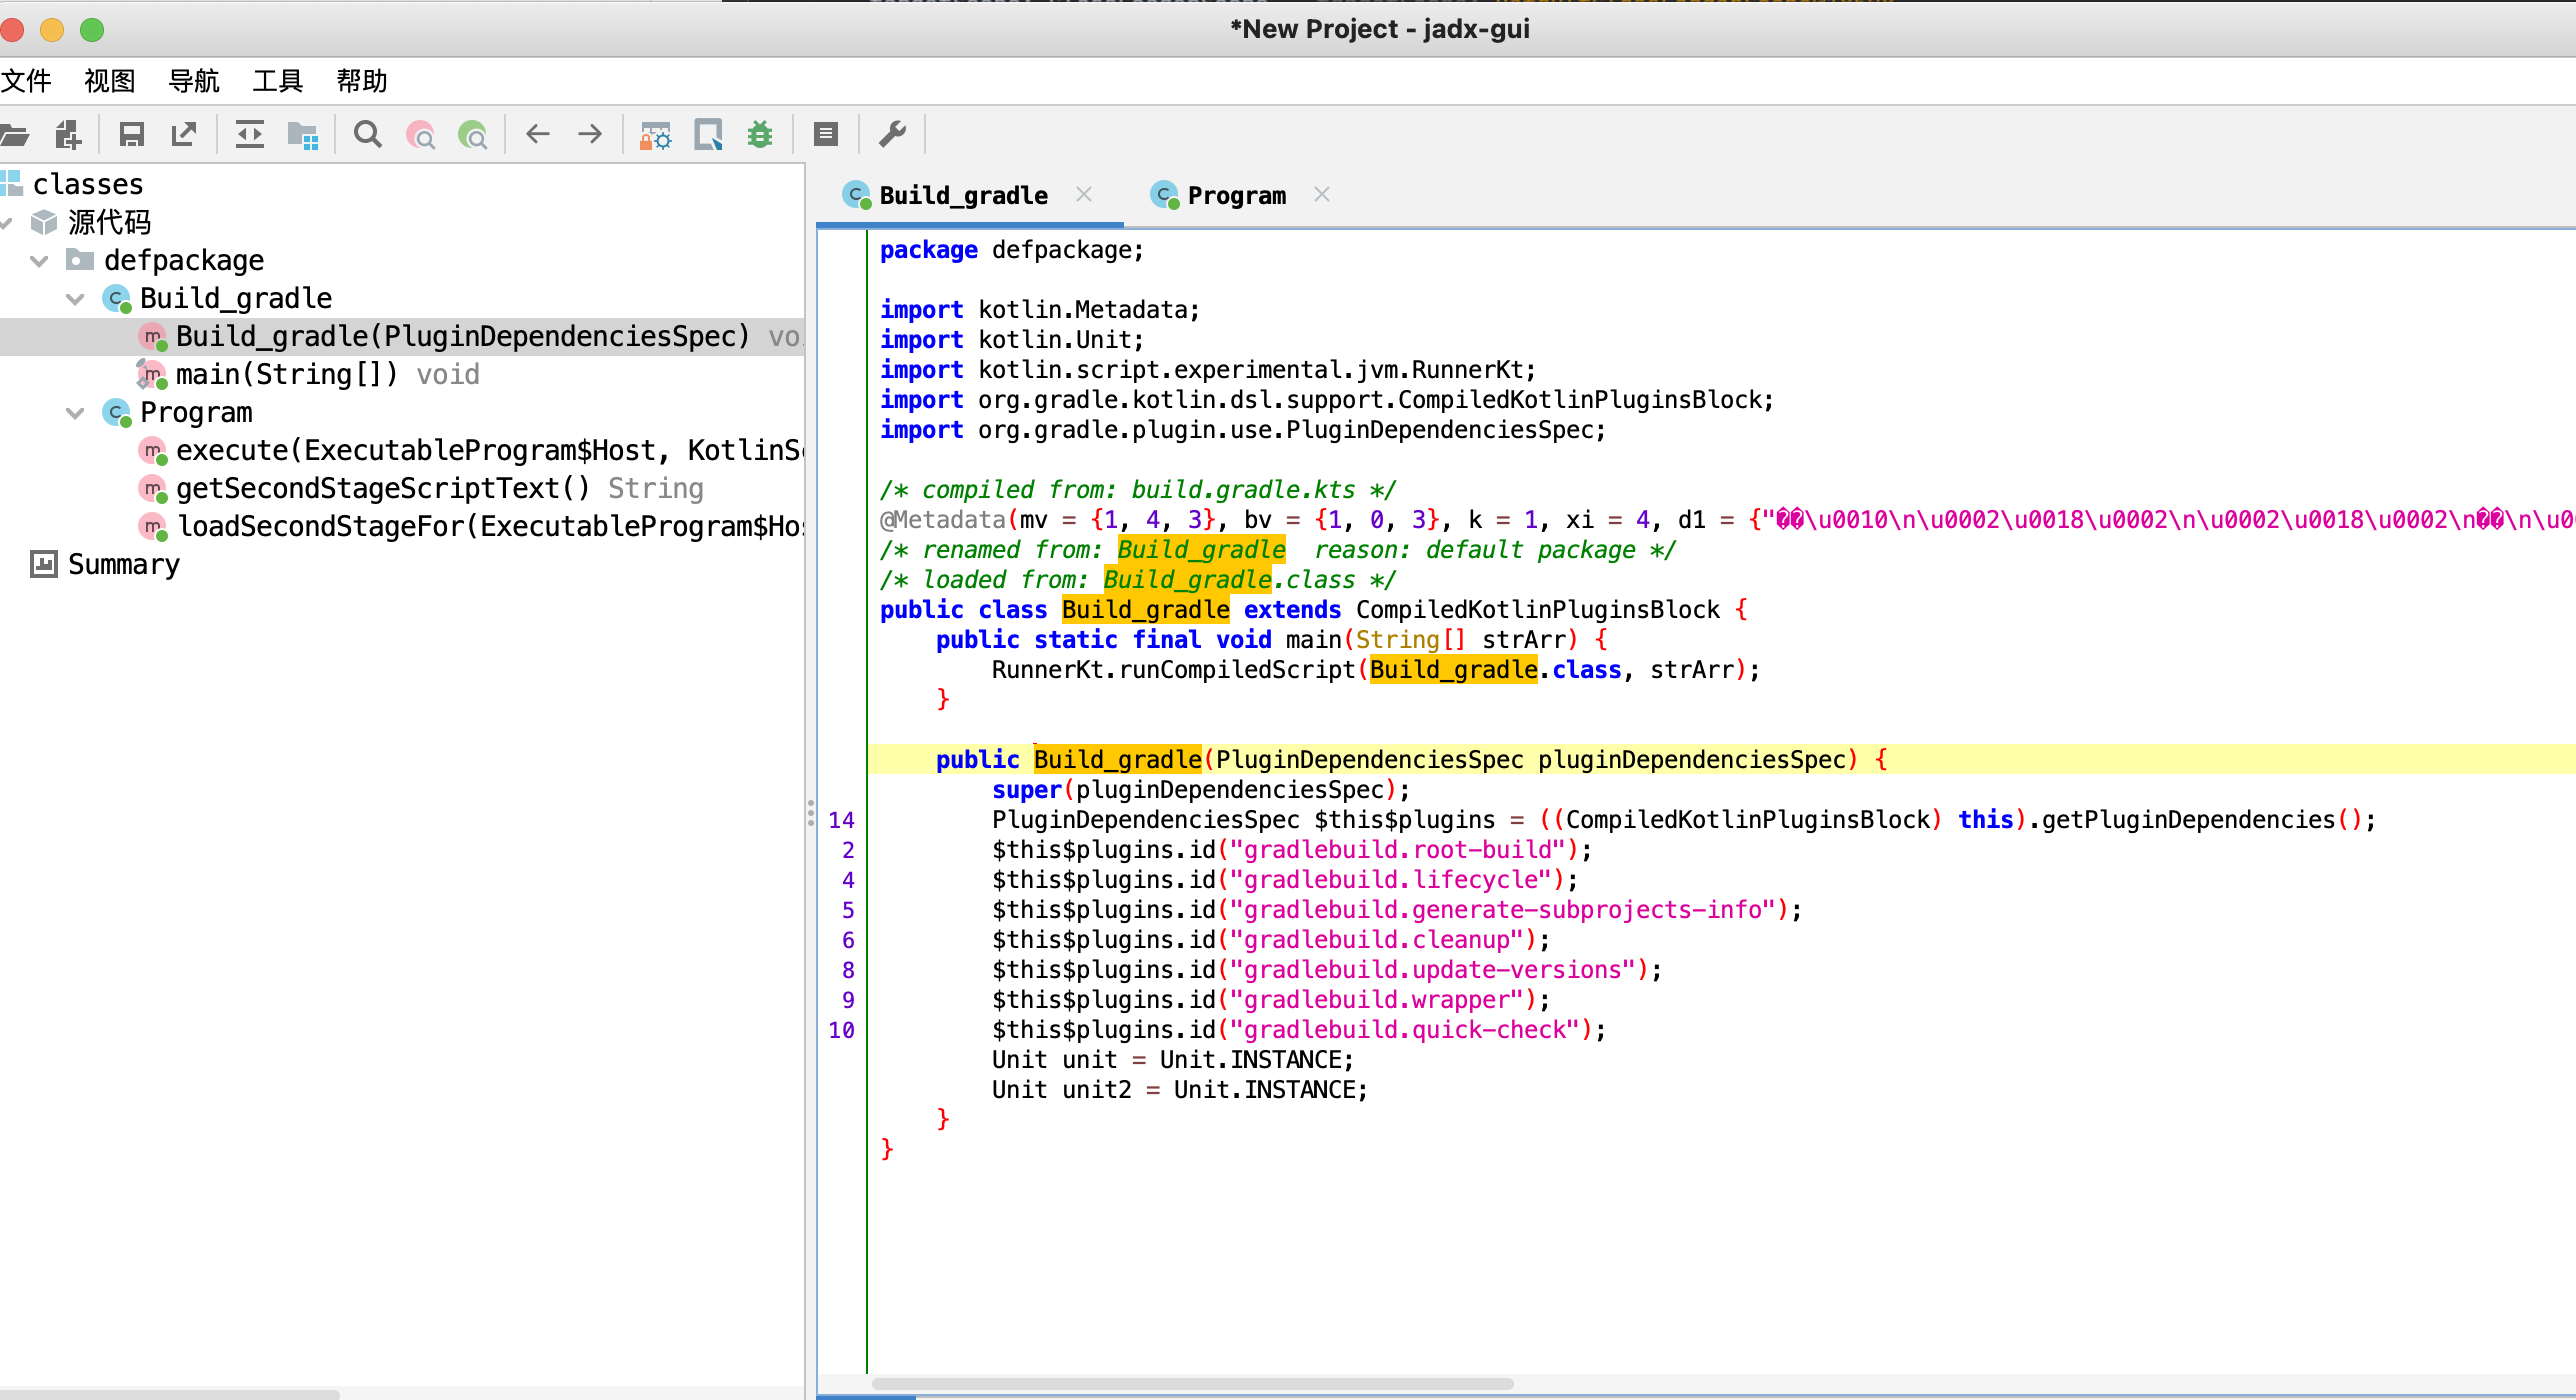 *New Project - jadx-gui
文件 视图 导航 工具 帮助
classes
源代码
defpackage
Build_gradle
Build_gradle(PluginDependenciesSpec)
main(String[]) void
Program
execute(ExecutableProgram$Host,
getSecondStageScriptText() String
loadSecondStageFor(
Summary
Build_gradle Program
package defpackage;
import kotlin.Metadata;
import kotlin.Unit;
import kotlin.script.experimental.jvm.RunnerKt;
import org.gradle.kotlin.dsl.support.CompiledKotlinPluginsBlock;
import org.gradle.plugin.use.PluginDependenciesSpec;
/* compiled from: build.gradle.kts */
@Metadata(mv = {1, 4, 3}, bv = {1, 0, 3}, k = 1, xi = 4, d1 = {"��\u0010\n\u0002\u0018\u0002\n\u0002\u0018\u0002\n��\n\u0
/* renamed from: Build_gradle  reason: default package */
/* loaded from: Build_gradle.class */
public class Build_gradle extends CompiledKotlinPluginsBlock {
public static final void main(String[] strArr) {
RunnerKt.runCompiledScript(Build_gradle.class, strArr);
}
public Build_gradle(PluginDependenciesSpec pluginDependenciesSpec) {
super(pluginDependenciesSpec);
14 PluginDependenciesSpec $this$plugins = ((CompiledKotlinPluginsBlock) this).getPluginDependencies();
2 $this$plugins.id("gradlebuild.root-build");
4 $this$plugins.id("gradlebuild.lifecycle");
5 $this$plugins.id("gradlebuild.generate-subprojects-info");
6 $this$plugins.id("gradlebuild.cleanup");
8 $this$plugins.id("gradlebuild.update-versions");
9 $this$plugins.id("gradlebuild.wrapper");
10 $this$plugins.id("gradlebuild.quick-check");
Unit unit = Unit.INSTANCE;
Unit unit2 = Unit.INSTANCE;
}
}